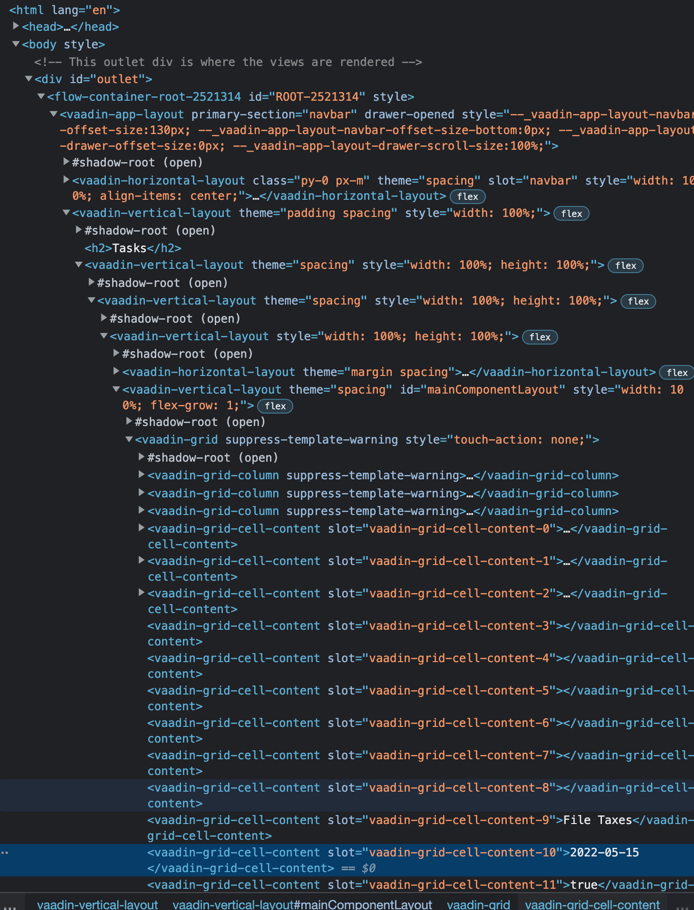 <html lang="en">
<head>…</head>
<body style>
<!-- This outlet div is where the views are rendered -->
<div id="outlet">
<flow-container-root-2521314 id="ROOT-2521314" style>
<vaadin-app-layout primary-section="navbar" drawer-opened style="--_vaadin-app-layout-navbar
-offset-size:130px; --_vaadin-app-layout-navbar-offset-size-bottom:0px; --_vaadin-app-layout
-drawer-offset-size:0px; --_vaadin-app-layout-drawer-scroll-size:100%;">
#shadow-root (open)
<vaadin-horizontal-layout class="py-0 px-m" theme="spacing" slot="navbar" style="width: 10
0%; align-items: center;">…</vaadin-horizontal-layout> flex
<vaadin-vertical-layout theme="padding spacing" style="width: 100%;"> flex
#shadow-root (open)
<h2>Tasks</h2>
<vaadin-vertical-layout theme="spacing" style="width: 100%; height: 100%;"> flex
#shadow-root (open)
<vaadin-vertical-layout theme="spacing" style="width: 100%; height: 100%;"> flex
#shadow-root (open)
<vaadin-vertical-layout style="width: 100%; height: 100%;"> flex
#shadow-root (open)
<vaadin-horizontal-layout theme="margin spacing">…</vaadin-horizontal-layout> flex
<vaadin-vertical-layout theme="spacing" id="mainComponentLayout" style="width: 10
0%; flex-grow: 1;"> flex
#shadow-root (open)
<vaadin-grid suppress-template-warning style="touch-action: none;">
#shadow-root (open)
<vaadin-grid-column suppress-template-warning>…</vaadin-grid-column>
<vaadin-grid-column suppress-template-warning>…</vaadin-grid-column>
<vaadin-grid-column suppress-template-warning>…</vaadin-grid-column>
<vaadin-grid-cell-content slot="vaadin-grid-cell-content-0">…</vaadin-grid-
cell-content>
<vaadin-grid-cell-content slot="vaadin-grid-cell-content-1">…</vaadin-grid-
cell-content>
<vaadin-grid-cell-content slot="vaadin-grid-cell-content-2">…</vaadin-grid-
cell-content>
<vaadin-grid-cell-content slot="vaadin-grid-cell-content-3"></vaadin-grid-cell-
content>
<vaadin-grid-cell-content slot="vaadin-grid-cell-content-4"></vaadin-grid-cell-
content>
<vaadin-grid-cell-content slot="vaadin-grid-cell-content-5"></vaadin-grid-cell-
content>
<vaadin-grid-cell-content slot="vaadin-grid-cell-content-6"></vaadin-grid-cell-
content>
<vaadin-grid-cell-content slot="vaadin-grid-cell-content-7"></vaadin-grid-cell-
content>
<vaadin-grid-cell-content slot="vaadin-grid-cell-content-8"></vaadin-grid-cell-
content>
<vaadin-grid-cell-content slot="vaadin-grid-cell-content-9">File Taxes</vaadin-
grid-cell-content>
<vaadin-grid-cell-content slot="vaadin-grid-cell-content-10">2022-05-15
</vaadin-grid-cell-content> == $0
<vaadin-grid-cell-content slot="vaadin-grid-cell-content-11">true</vaadin-grid-
… vaadin-vertical-layout vaadin-vertical-layout#mainComponentLayout vaadin-grid vaadin-grid-cell-content …